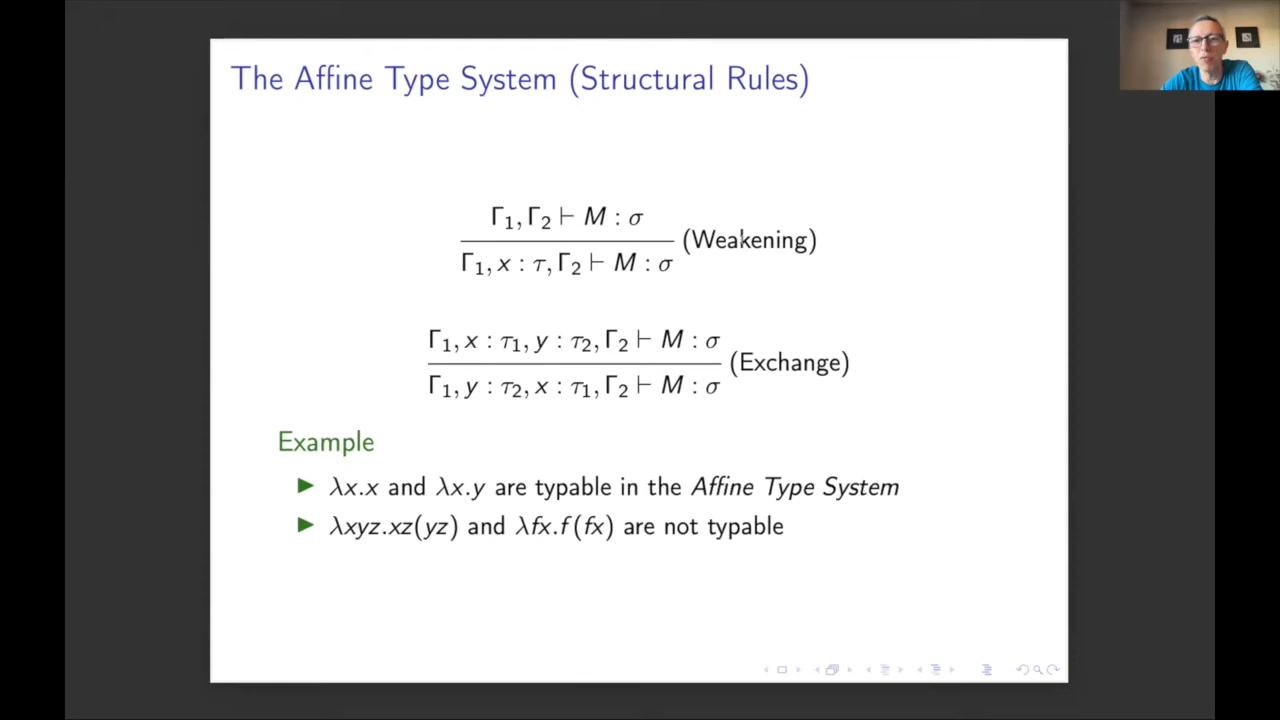 The Affine Type System (Structural Rules)
Γ₁, Γ₂ ⊢ M : σ
(Weakening)
Γ₁, x : τ, Γ₂ ⊢ M : σ
Γ₁, x : τ₁, y : τ₂, Γ₂ ⊢ M : σ
(Exchange)
Γ₁, y : τ₂, x : τ₁, Γ₂ ⊢ M : σ
Example
▶ λx.x and λx.y are typable in the Affine Type System
▶ λxyz.xz(yz) and λfx.f(fx) are not typable